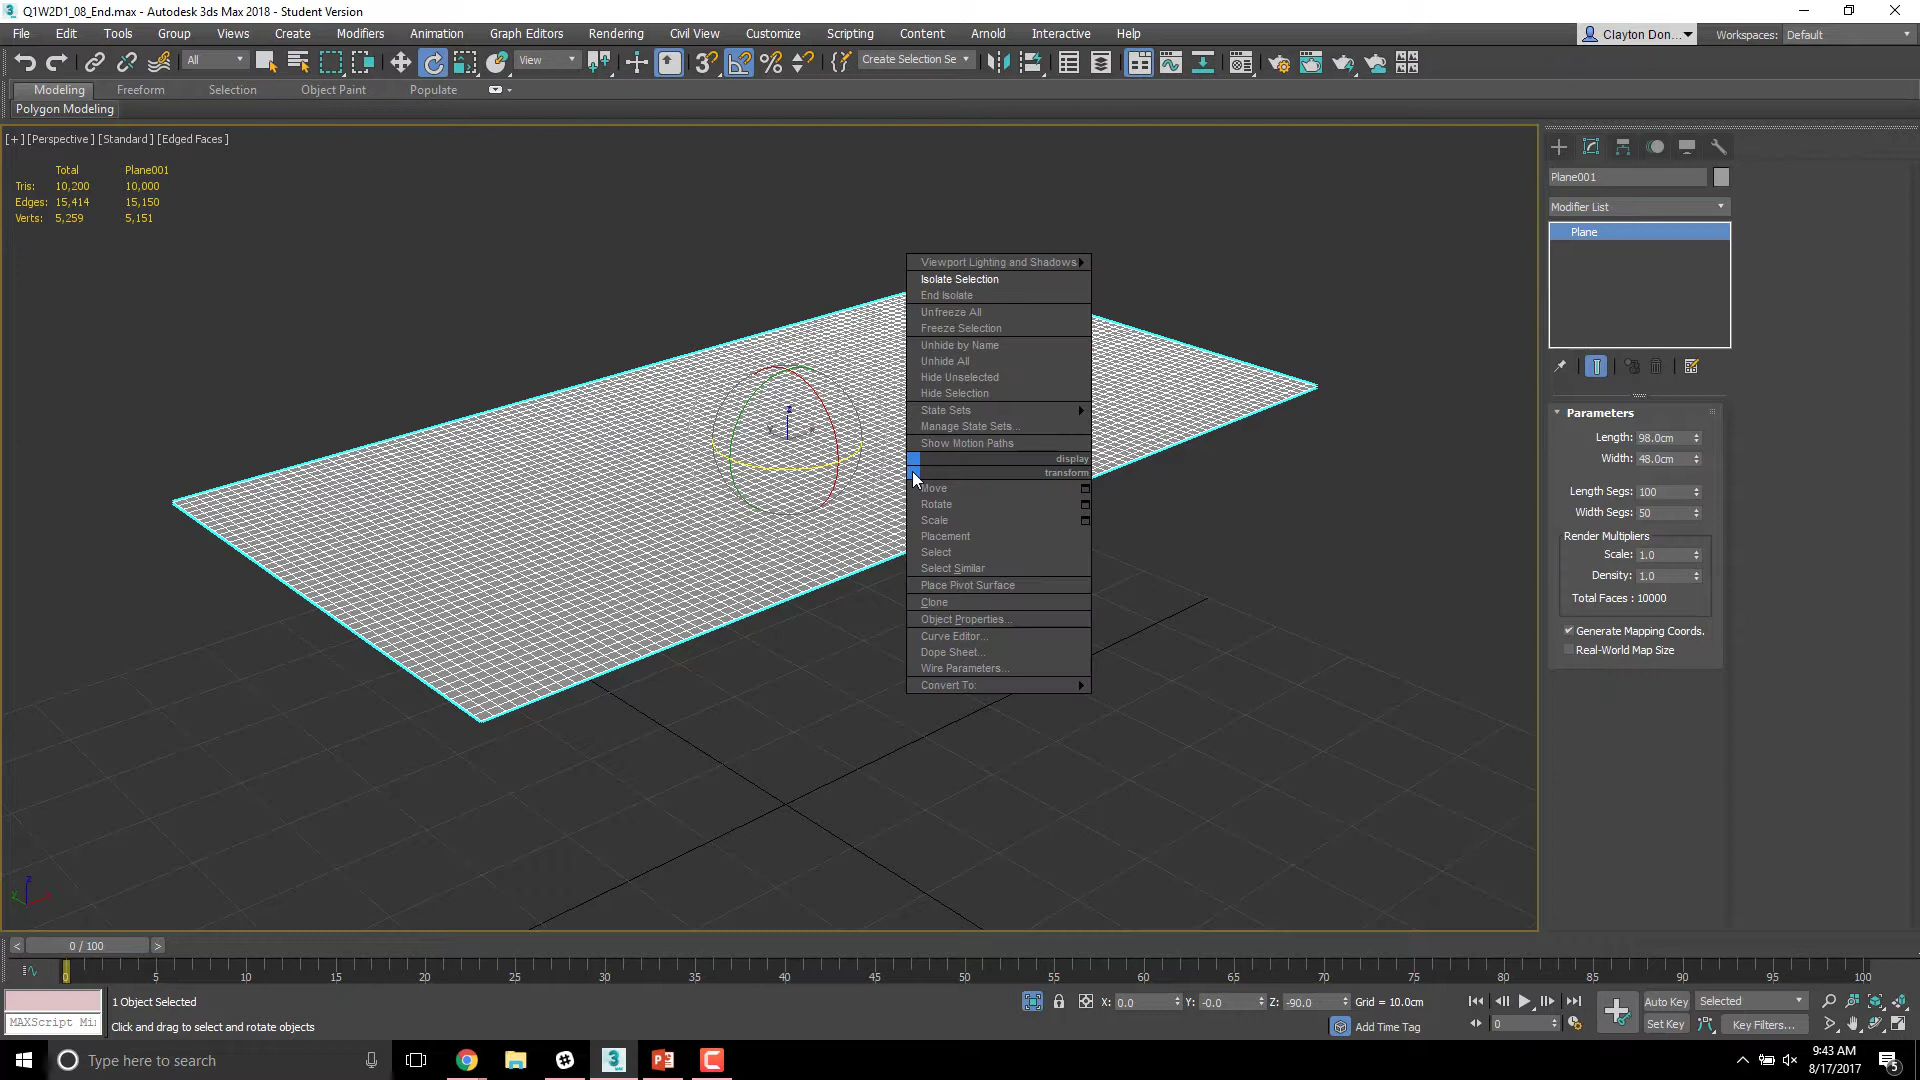 Q1W2D1_08_End.max - Autodesk 3ds Max 2018 - Student Version
File Edit Tools Group Views Create Modifiers Animation Graph Editors Rendering Civil View Customize Scripting Content Arnold Interactive Help
Clayton Don... Workspaces: Default
All View Create Selection Se
Modeling Freeform Selection Object Paint Populate
Polygon Modeling
[+] [Perspective] [Standard] [Edged Faces]
Total Plane001
Tris: 10,200 10,000
Edges: 15,414 15,150
Verts: 5,259 5,151
Viewport Lighting and Shadows
Isolate Selection
End Isolate
Unfreeze All
Freeze Selection
Unhide by Name
Unhide All
Hide Unselected
Hide Selection
State Sets
Manage State Sets...
Show Motion Paths
display
transform
Move
Rotate
Scale
Placement
Select
Select Similar
Place Pivot Surface
Clone
Object Properties...
Curve Editor...
Dope Sheet...
Wire Parameters...
Convert To:
Plane001
Modifier List
Plane
Parameters
Length: 98.0cm
Width: 48.0cm
Length Segs: 100
Width Segs: 50
Render Multipliers
Scale: 1.0
Density: 1.0
Total Faces : 10000
Generate Mapping Coords.
Real-World Map Size
z
z
< 0 / 100 >
0 5 10 15 20 25 30 35 40 45 50 55 60 65 70 75 80 85 90 95 100
1 Object Selected
X: 0.0 Y: -0.0 Z: -90.0 Grid = 10.0cm
Auto Key Selected
MAXScript Mi
Click and drag to select and rotate objects
Add Time Tag
0
Set Key Key Filters...
Type here to search
9:43 AM
8/17/2017
5